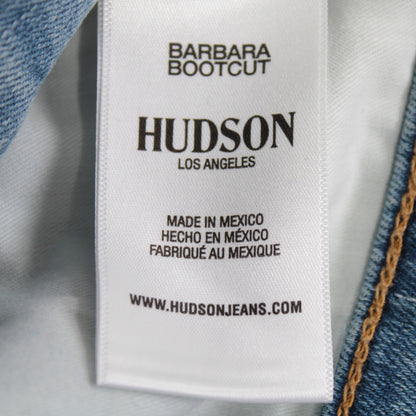 BARBARA
BOOTCUT
HUDSON
LOS ANGELES
MADE IN MEXICO
HECHO EN MÉXICO
FABRIQUÉ AU MEXIQUE
WWW.HUDSONJEANS.COM